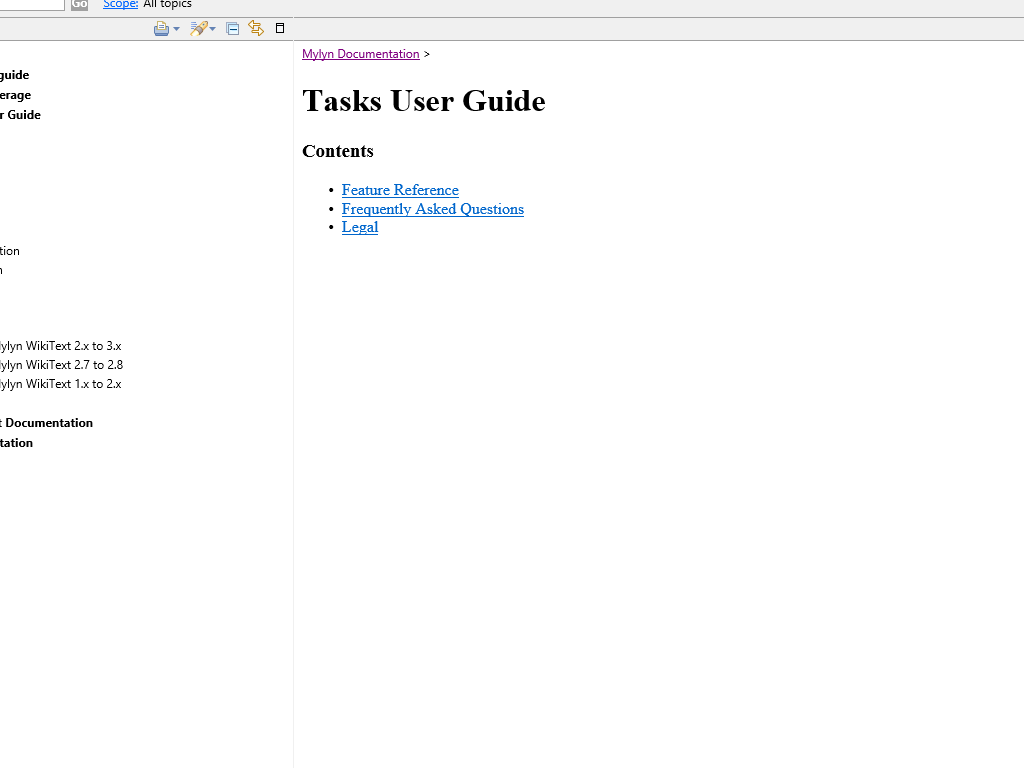 Go Scope: All topics
Mylyn Documentation >
Tasks User Guide
Contents
• Feature Reference
• Frequently Asked Questions
• Legal
guide
erage
r Guide
tion
n
ylyn WikiText 2.x to 3.x
ylyn WikiText 2.7 to 2.8
ylyn WikiText 1.x to 2.x
t Documentation
tation